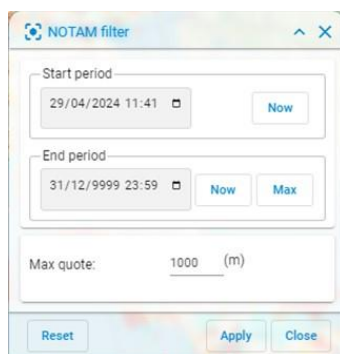 NOTAM filter
Start period
29/04/2024 11:41
Now
End period
31/12/9999 23:59
Now
Max
Max quote:
1000 (m)
Reset
Apply
Close